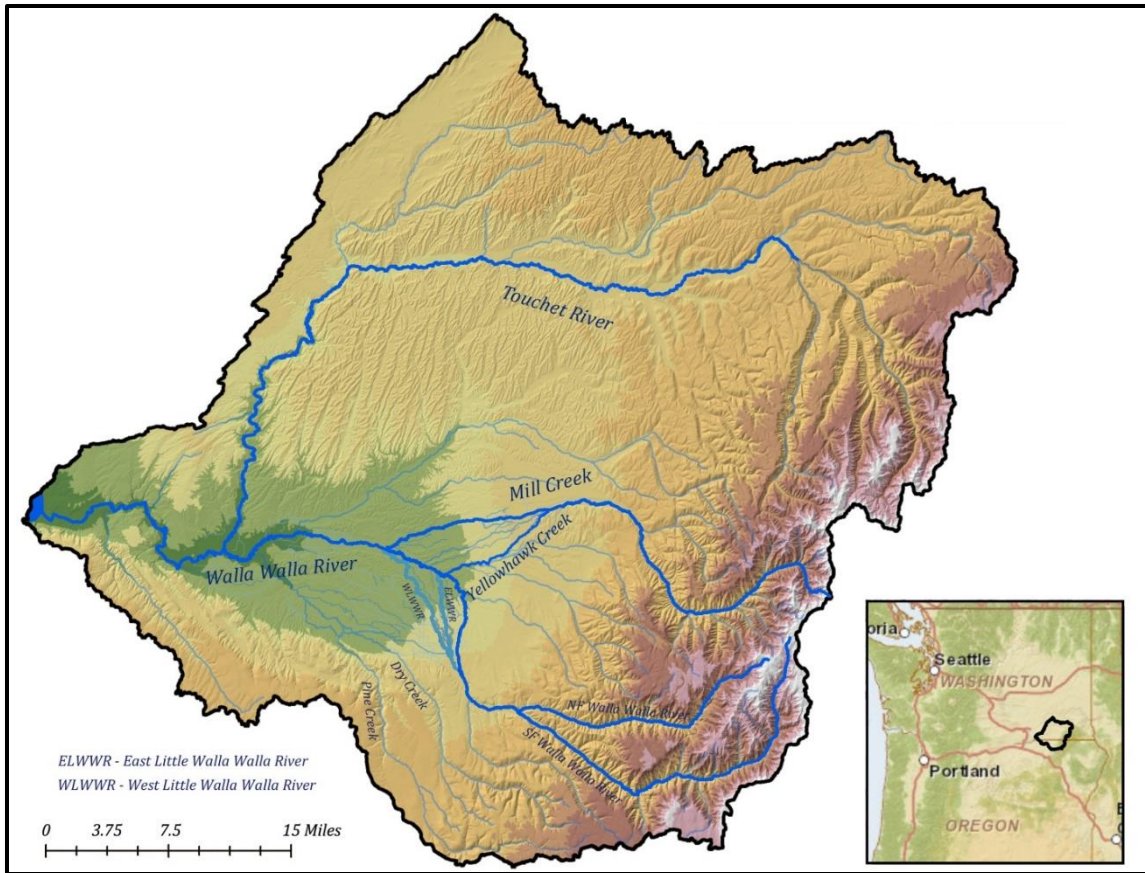 Touchet River
Mill Creek
Yellowhawk Creek
Walla Walla River
WLWWR
ELWWR
Dry Creek
Pine Creek
NF Walla Walla River
SF Walla Walla River
ELWWR - East Little Walla Walla River
WLWWR - West Little Walla Walla River
0 3.75 7.5 15 Miles
oria
Seattle
WASHINGTON
Portland
OREGON